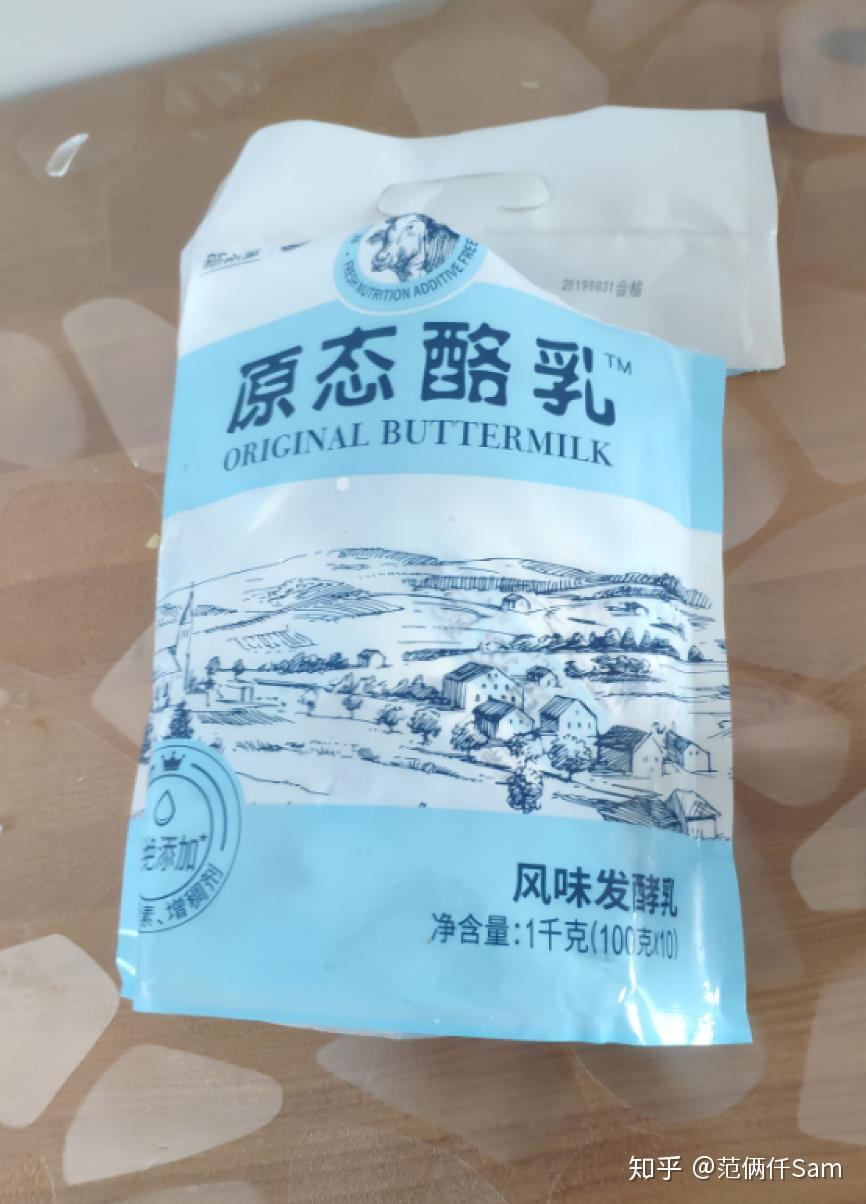 FRESH NUTRITION ADDITIVE FREE
20190831合格
原态酪乳™
ORIGINAL BUTTERMILK
添加+
素、增稠剂
风味发酵乳
净含量:1千克(100克x10)
知乎 @范俩仟Sam